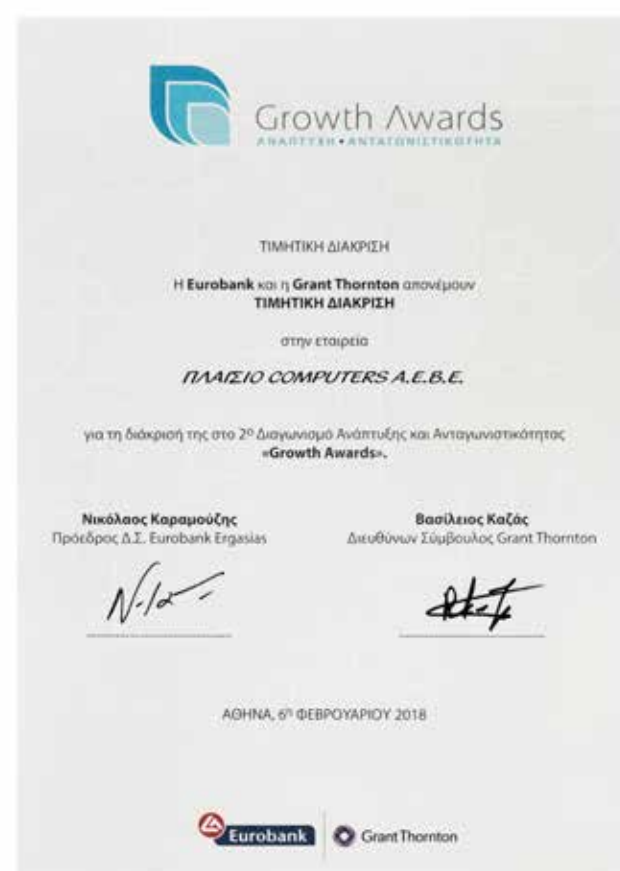 Growth Awards
ΑΝΑΠΤΥΞΗ • ΑΝΤΑΓΩΝΙΣΤΙΚΟΤΗΤΑ
ΤΙΜΗΤΙΚΗ ΔΙΑΚΡΙΣΗ
Η Eurobank και η Grant Thornton απονέμουν
ΤΙΜΗΤΙΚΗ ΔΙΑΚΡΙΣΗ
στην εταιρεία
ΠΛΑΙΣΙΟ COMPUTERS A.E.B.E.
για τη διάκρισή της στο 2º Διαγωνισμό Ανάπτυξης και Ανταγωνιστικότητας
«Growth Awards».
Νικόλαος Καραμούζης
Πρόεδρος Δ.Σ. Eurobank Ergasias
Βασίλειος Καζάς
Διευθύνων Σύμβουλος Grant Thornton
ΑΘΗΝΑ, 6η ΦΕΒΡΟΥΑΡΙΟΥ 2018
Eurobank
Grant Thornton